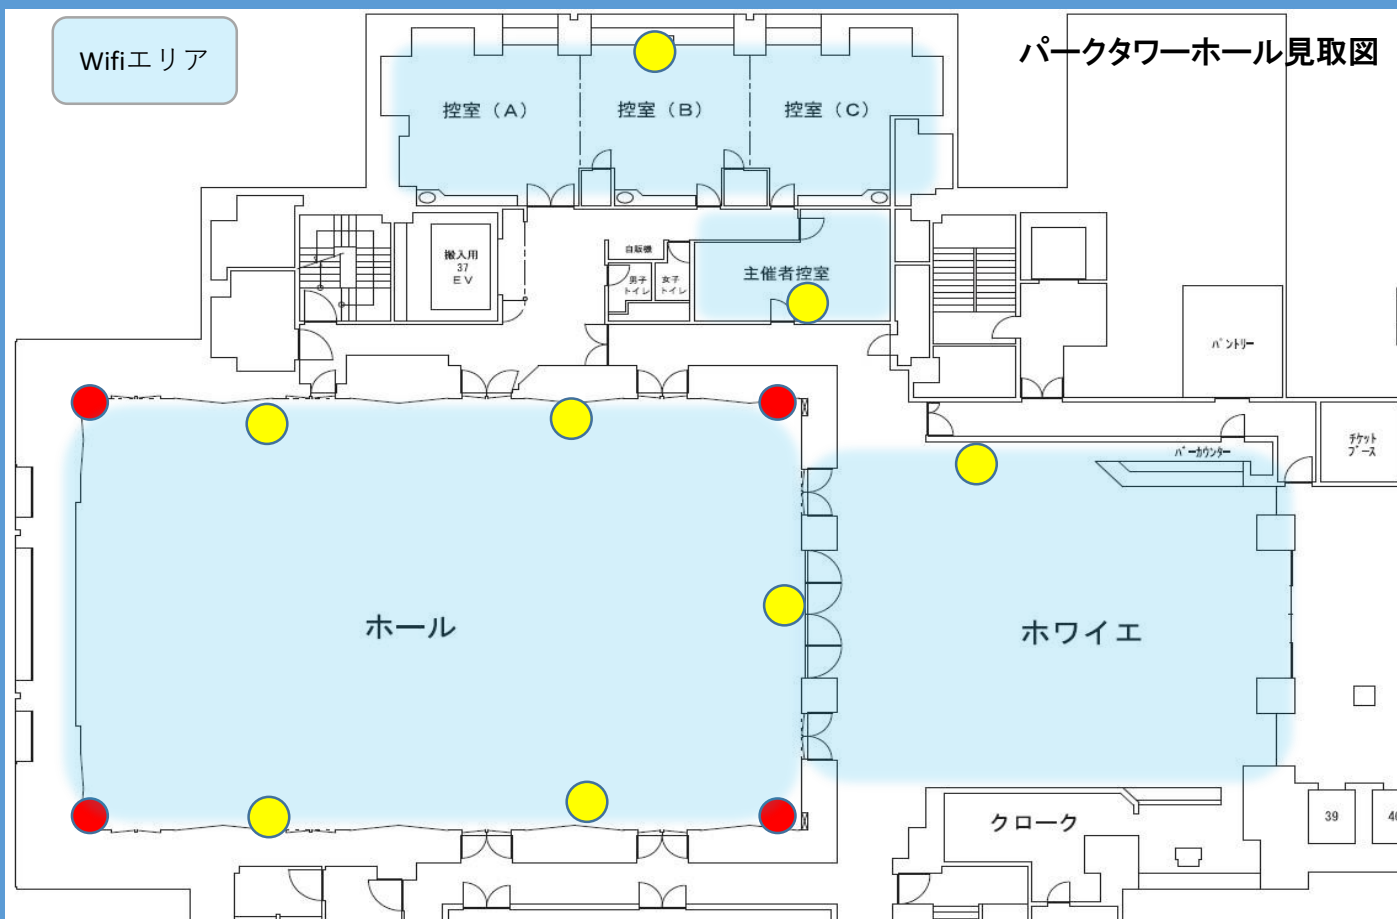 Wifiエリア
パークタワーホール見取図
控室（A）
控室（B）
控室（C）
搬入用
37
EV
自販機
男子
トイレ
女子
トイレ
主催者控室
パントリー
チケット
ブース
バーカウンター
ホール
ホワイエ
クローク
39
40